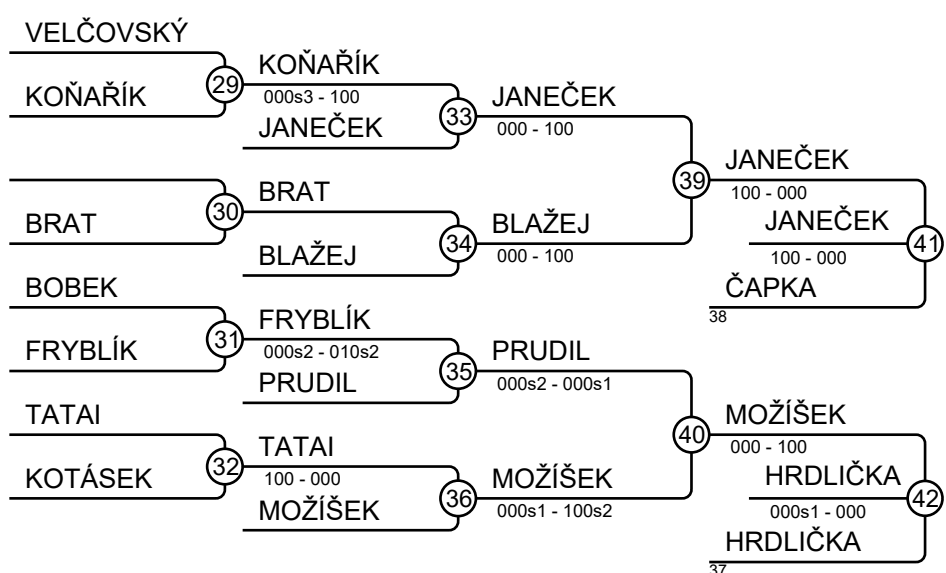 VELČOVSKÝ
KOŇAŘÍK
29
KOŇAŘÍK
000s3 - 100
JANEČEK
33
JANEČEK
000 - 100
BRAT
30
BRAT
BLAŽEJ
34
BLAŽEJ
000 - 100
39
JANEČEK
100 - 000
JANEČEK
100 - 000
41
ČAPKA
38
BOBEK
FRYBLÍK
31
FRYBLÍK
000s2 - 010s2
PRUDIL
35
PRUDIL
000s2 - 000s1
TATAI
KOTÁSEK
32
TATAI
100 - 000
MOŽÍŠEK
36
MOŽÍŠEK
000s1 - 100s2
40
MOŽÍŠEK
000 - 100
HRDLIČKA
000s1 - 000
42
HRDLIČKA
37